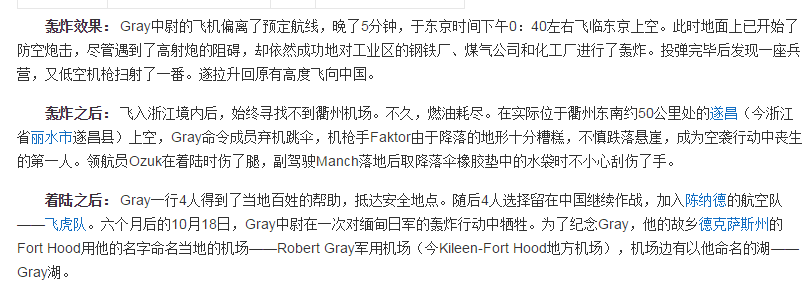 轰炸效果：Gray中尉的飞机偏离了预定航线，晚了5分钟，于东京时间下午0：40左右飞临东京上空。此时地面上已开始了
防空炮击，尽管遇到了高射炮的阻碍，却依然成功地对工业区的钢铁厂、煤气公司和化工厂进行了轰炸。投弹完毕后发现一座兵
营，又低空机枪扫射了一番。遂拉升回原有高度飞向中国。
轰炸之后：飞入浙江境内后，始终寻找不到衢州机场。不久，燃油耗尽。在实际位于衢州东南约50公里处的遂昌（今浙江
省丽水市遂昌县）上空，Gray命令成员弃机跳伞，机枪手Faktor由于降落的地形十分糟糕，不慎跌落悬崖，成为空袭行动中丧生
的第一人。领航员Ozuk在着陆时伤了腿，副驾驶Manch落地后取降落伞橡胶垫中的水袋时不小心刮伤了手。
着陆之后：Gray一行4人得到了当地百姓的帮助，抵达安全地点。随后4人选择留在中国继续作战，加入陈纳德的航空队
——飞虎队。六个月后的10月18日，Gray中尉在一次对缅甸日军的轰炸行动中牺牲。为了纪念Gray，他的故乡德克萨斯州的
Fort Hood用他的名字命名当地的机场——Robert Gray军用机场（今Kileen-Fort Hood地方机场），机场边有以他命名的湖——
Gray湖。